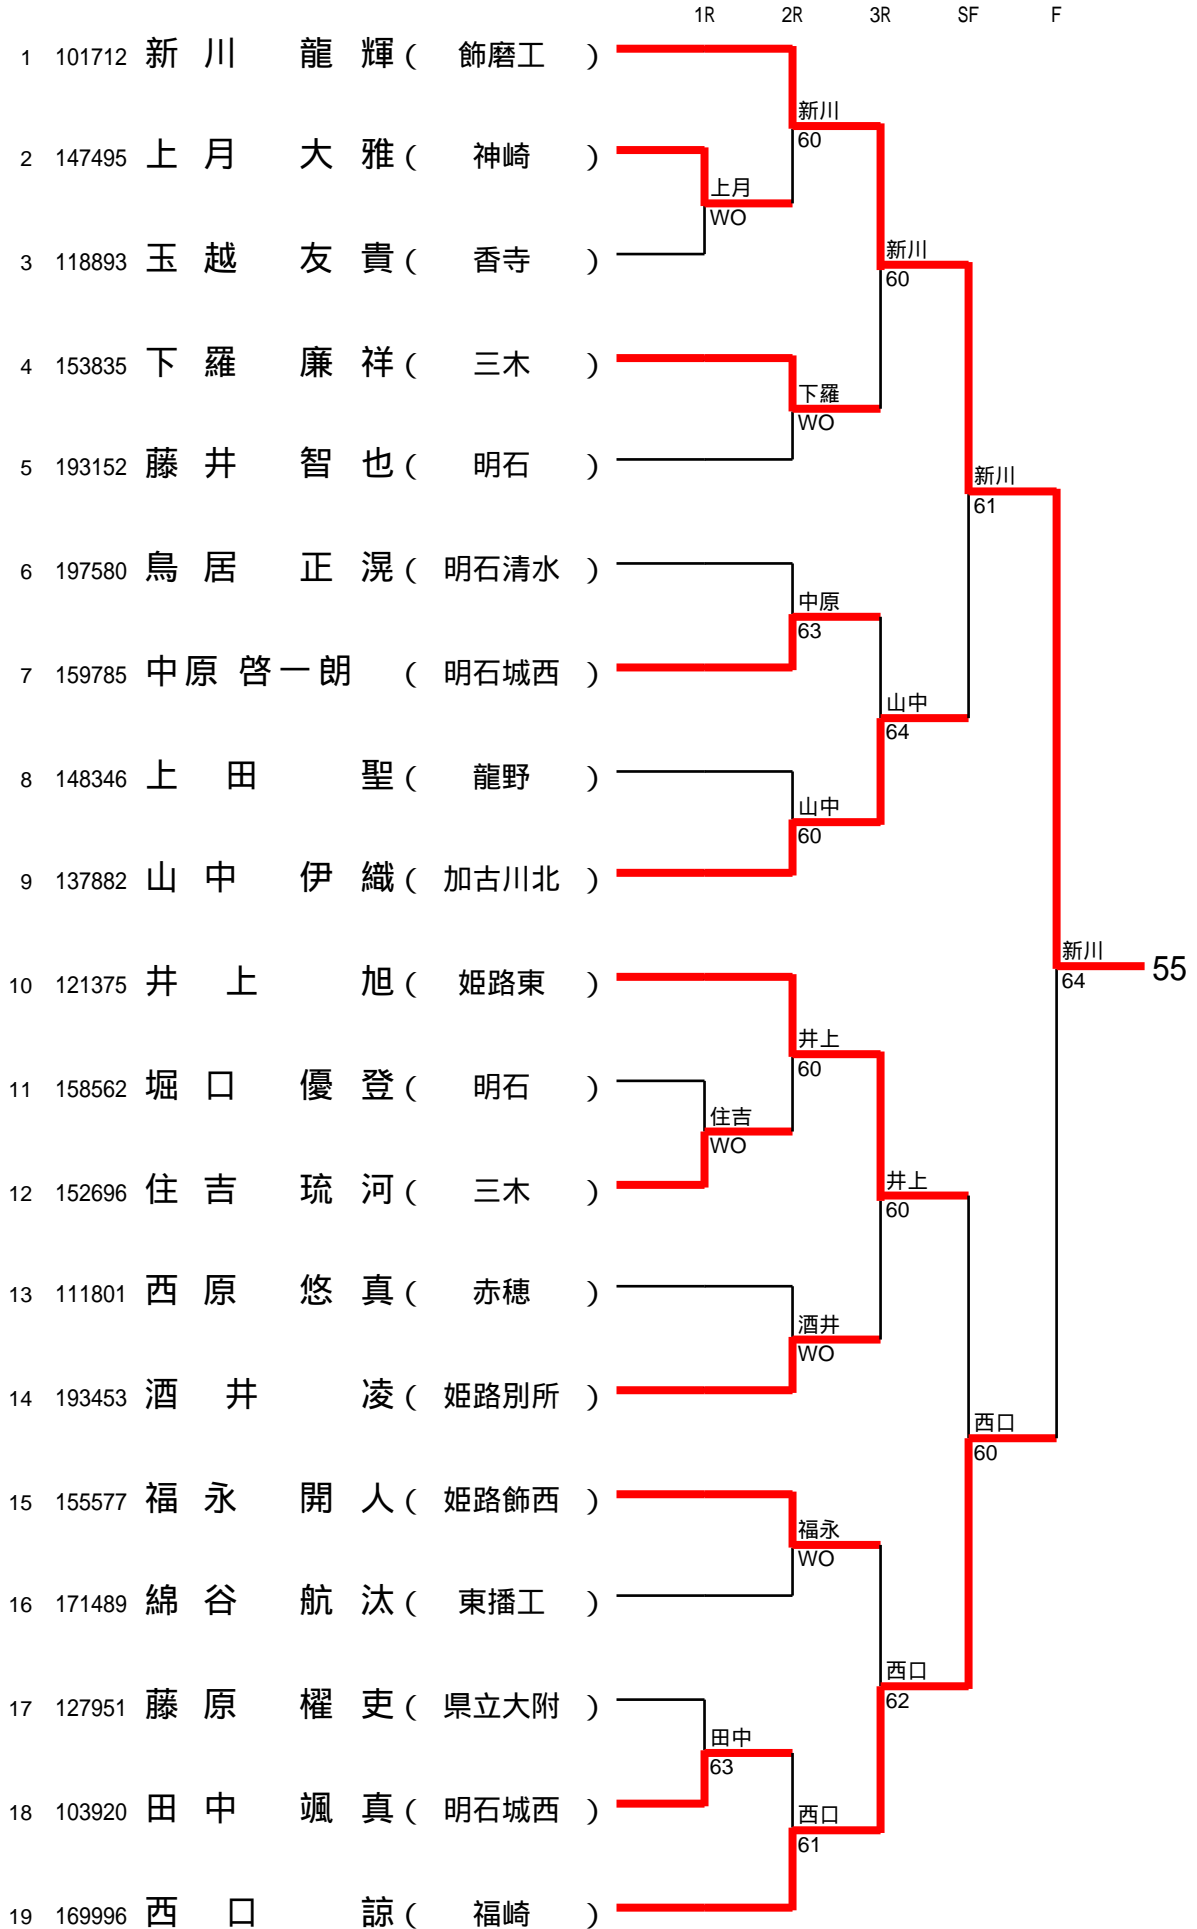 1R 2R 3R SF F
1 101712 新川 龍輝 ( 飾磨工 )
新川
60
2 147495 上月 大雅 ( 神崎 )
上月
WO
3 118893 玉越 友貴 ( 香寺 )
新川
60
4 153835 下羅 廉祥 ( 三木 )
下羅
WO
5 193152 藤井 智也 ( 明石 )
新川
61
6 197580 鳥居 正滉 ( 明石清水 )
中原
63
7 159785 中原 啓一朗 ( 明石城西 )
山中
64
8 148346 上田 聖 ( 龍野 )
山中
60
9 137882 山中 伊織 ( 加古川北 )
新川
64
55
10 121375 井上 旭 ( 姫路東 )
井上
60
11 158562 堀口 優登 ( 明石 )
住吉
WO
12 152696 住吉 琉河 ( 三木 )
井上
60
13 111801 西原 悠真 ( 赤穂 )
酒井
WO
14 193453 酒井 凌 ( 姫路別所 )
西口
60
15 155577 福永 開人 ( 姫路飾西 )
福永
WO
16 171489 綿谷 航汰 ( 東播工 )
西口
62
17 127951 藤原 櫂吏 ( 県立大附 )
田中
63
18 103920 田中 颯真 ( 明石城西 )
西口
61
19 169996 西口 諒 ( 福崎 )